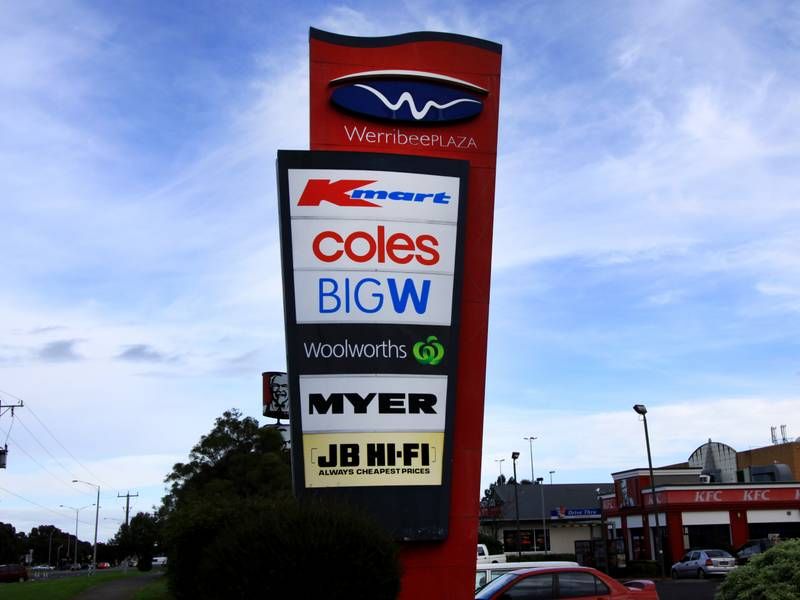 WerribeePLAZA
Kmart
coles
BIGW
WOOLWORTHS
MYER
JB HI-FI
ALWAYS CHEAPEST PRICES
Drive Thru
KFC KFC